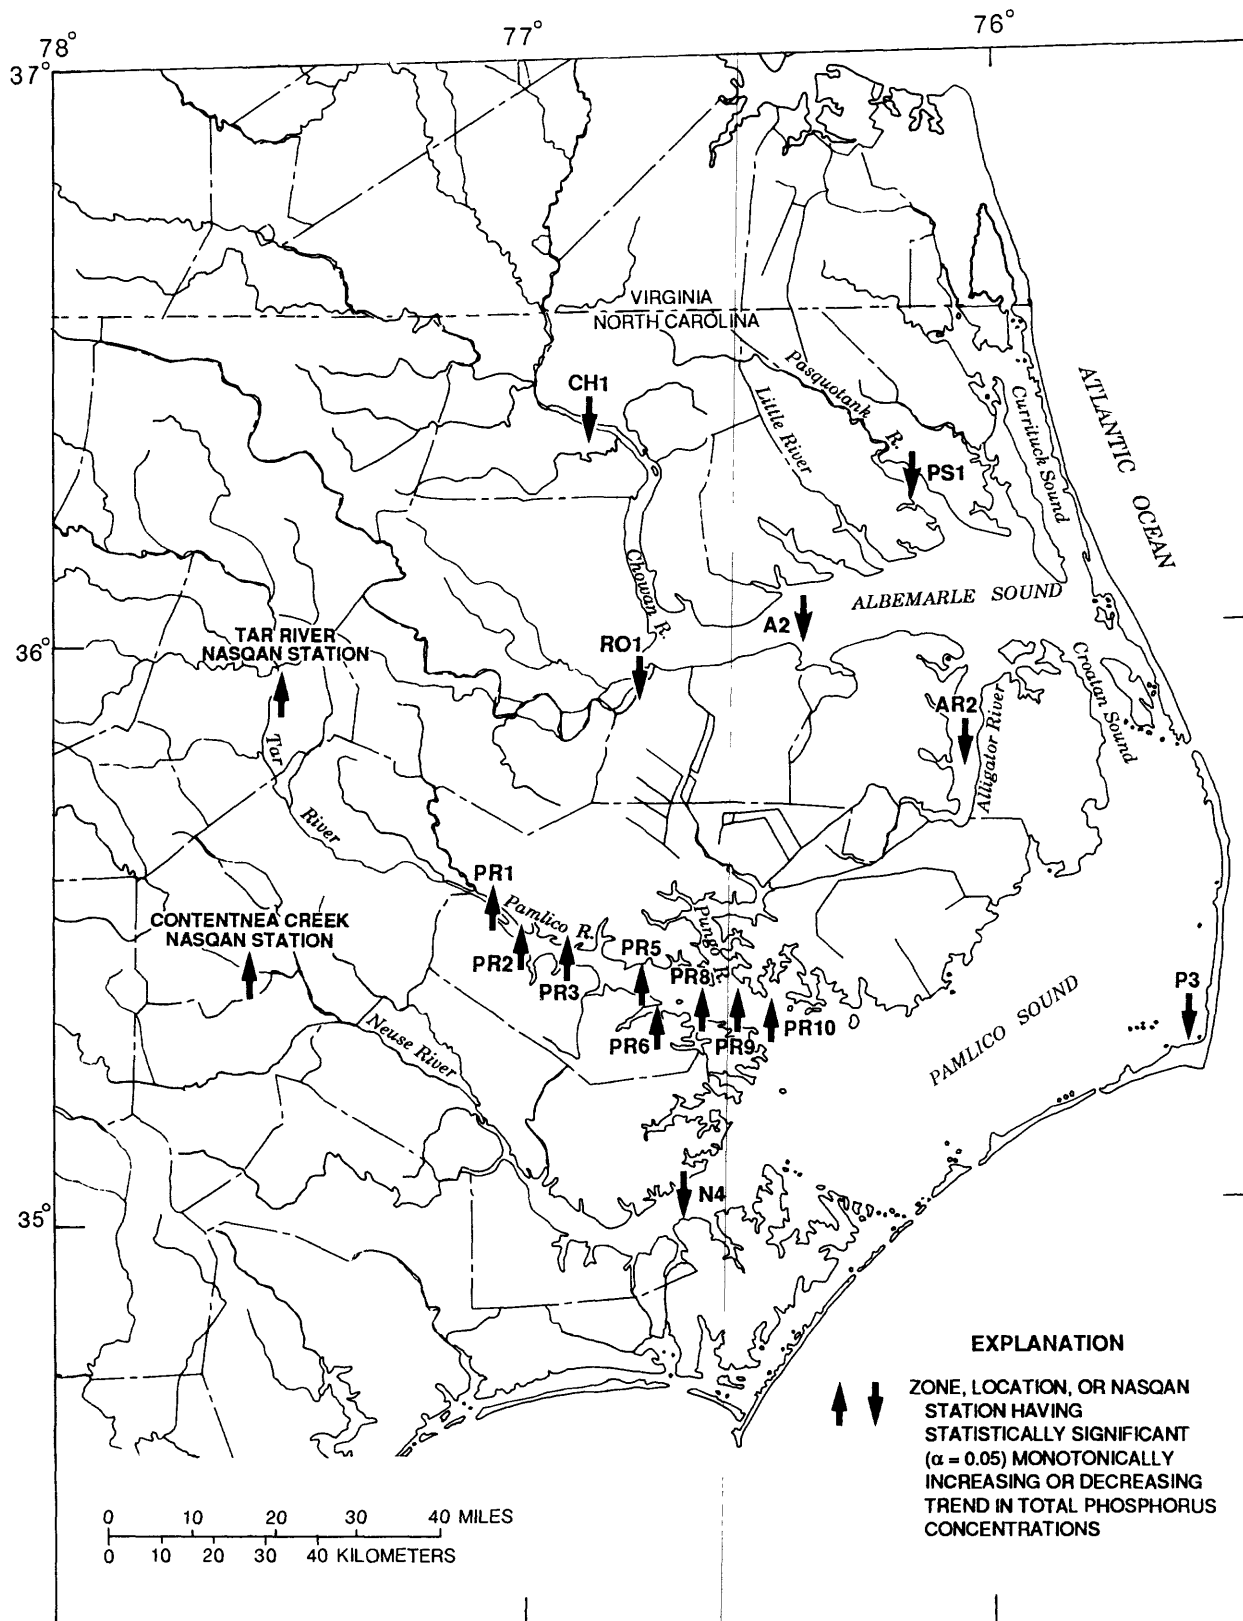 78°
77°
76°
37°
VIRGINIA
NORTH CAROLINA
CH1
Pasquotank
R.
Little River
PS1
Currituck Sound
ATLANTIC OCEAN
Chowan R.
ALBEMARLE SOUND
A2
RO1
36°
TAR RIVER
NASQAN STATION
Croatan Sound
AR2
Alligator River
Tar
River
PR1
Pamlico R.
CONTENTNEA CREEK
NASQAN STATION
Pungo R.
PR2
PR3
PR5
PR8
PR6
PR9
PR10
P3
PAMLICO SOUND
Neuse River
N4
35°
EXPLANATION
ZONE, LOCATION, OR NASQAN
STATION HAVING
STATISTICALLY SIGNIFICANT
(α = 0.05) MONOTONICALLY
INCREASING OR DECREASING
TREND IN TOTAL PHOSPHORUS
CONCENTRATIONS
0 10 20 30 40 MILES
0 10 20 30 40 KILOMETERS